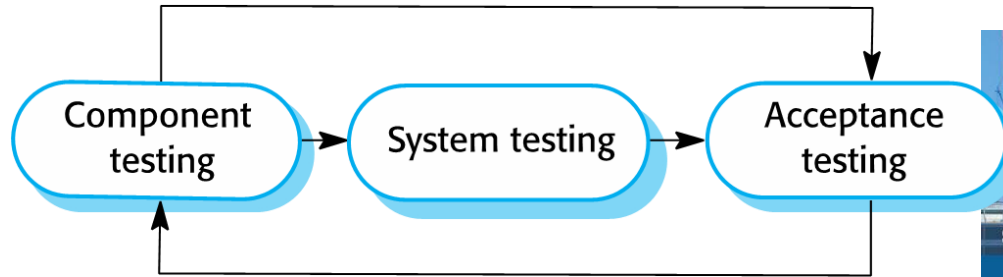 Component
testing
System testing
Acceptance
testing